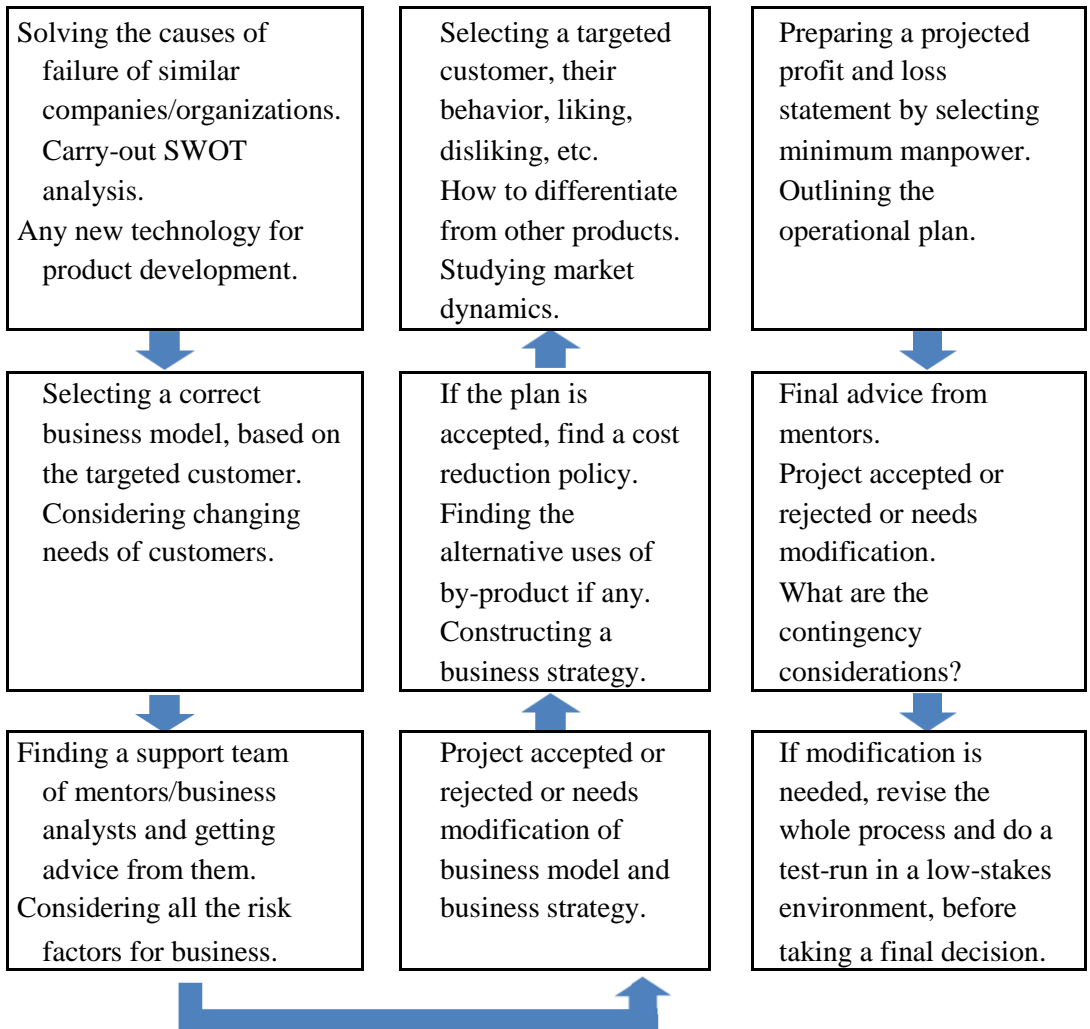 Solving the causes of
failure of similar
companies/organizations.
Carry-out SWOT
analysis.
Any new technology for
product development.
Selecting a correct
business model, based on
the targeted customer.
Considering changing
needs of customers.
Finding a support team
of mentors/business
analysts and getting
advice from them.
Considering all the risk
factors for business.
Project accepted or
rejected or needs
modification of
business model and
business strategy.
If the plan is
accepted, find a cost
reduction policy.
Finding the
alternative uses of
by-product if any.
Constructing a
business strategy.
Selecting a targeted
customer, their
behavior, liking,
disliking, etc.
How to differentiate
from other products.
Studying market
dynamics.
Preparing a projected
profit and loss
statement by selecting
minimum manpower.
Outlining the
operational plan.
Final advice from
mentors.
Project accepted or
rejected or needs
modification.
What are the
contingency
considerations?
If modification is
needed, revise the
whole process and do a
test-run in a low-stakes
environment, before
taking a final decision.